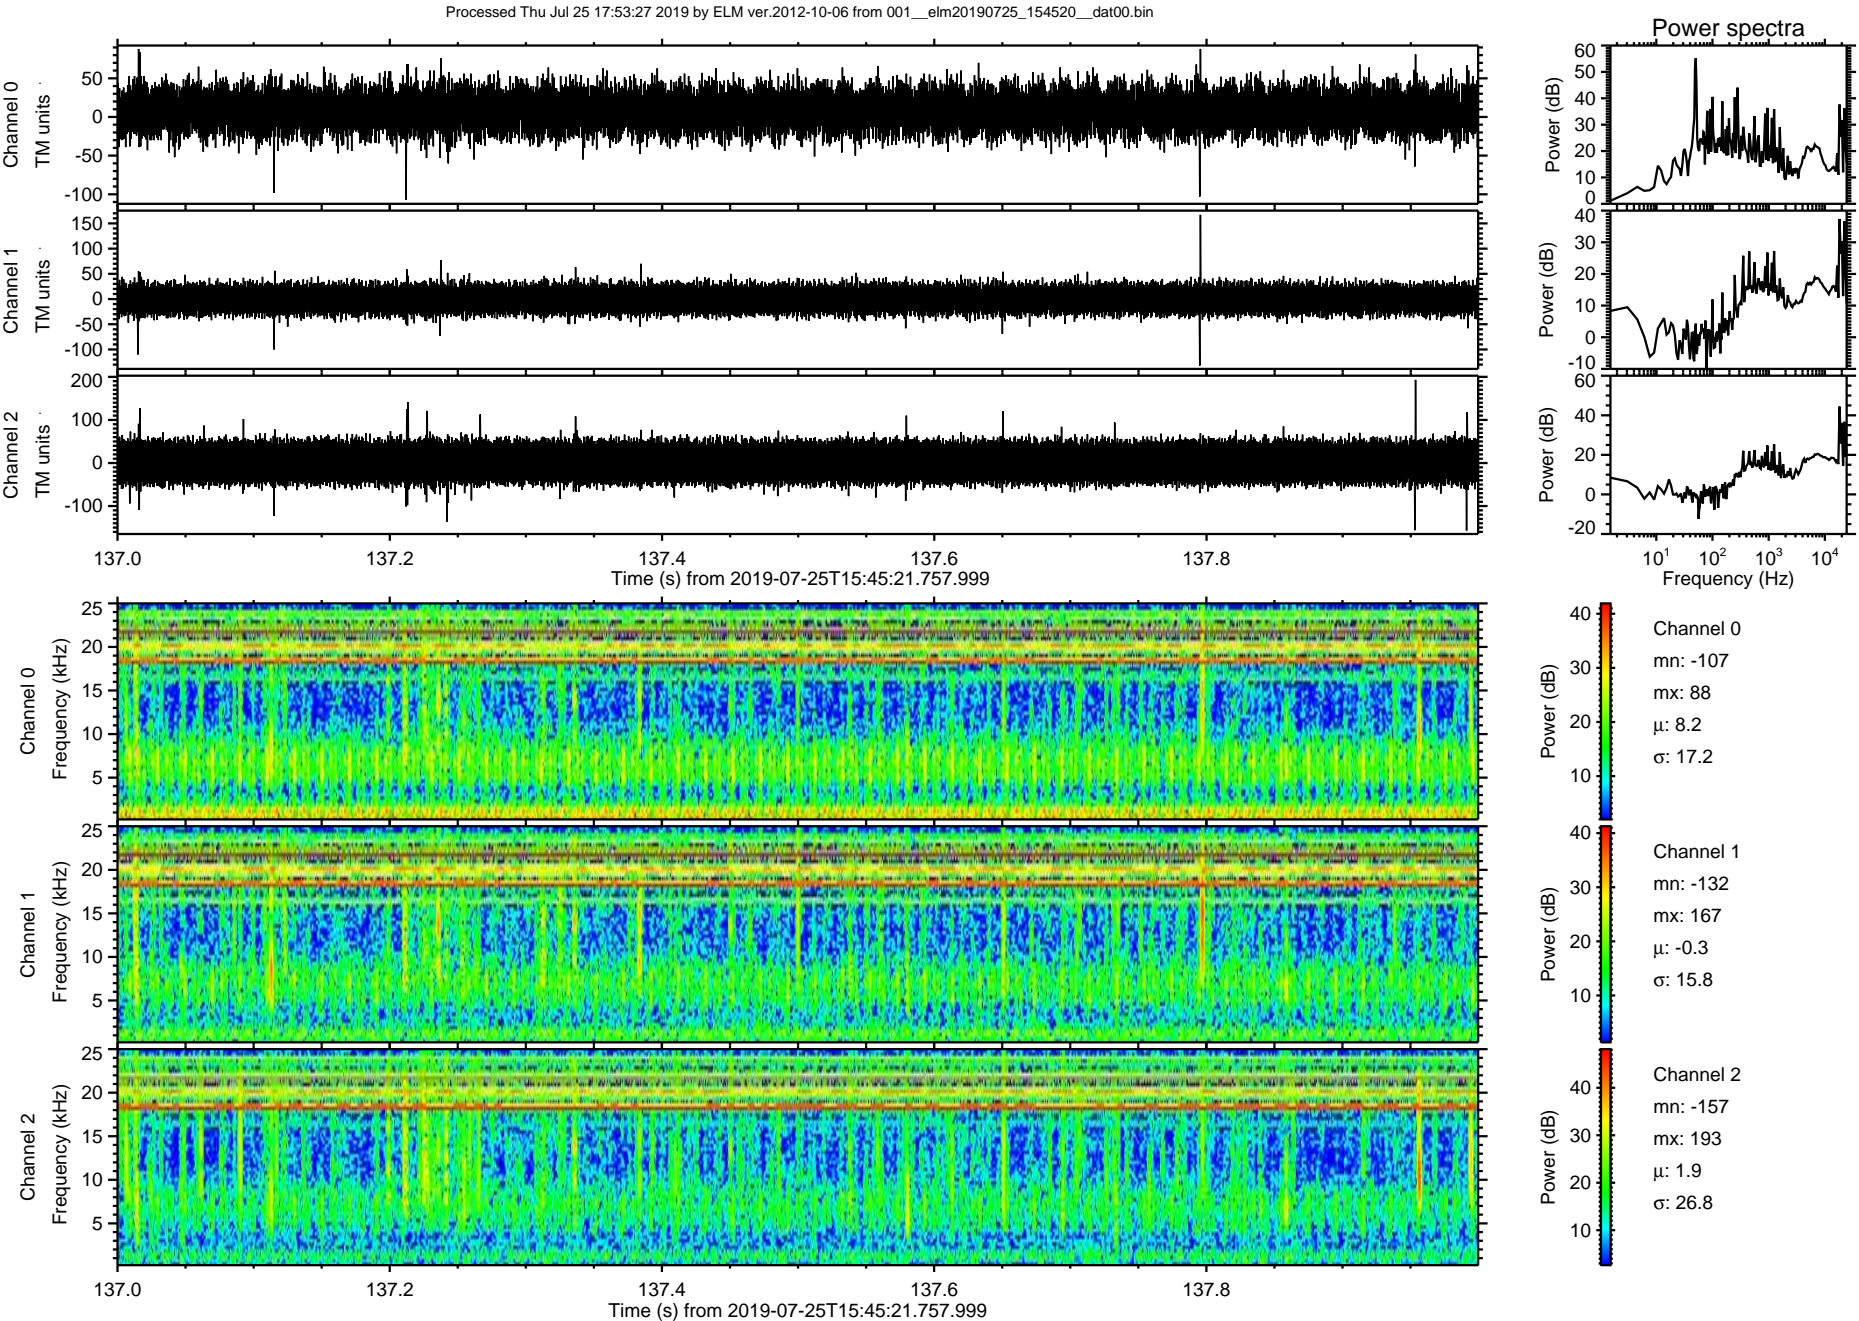 Processed Thu Jul 25 17:53:27 2019 by ELM ver.2012-10-06 from 001__elm20190725_154520__dat00.bin
Power spectra
Channel 0
TM units
50
0
-50
-100
Power (dB)
60
50
40
30
20
10
0
Channel 1
TM units
150
100
50
0
-50
-100
Power (dB)
40
30
20
10
0
-10
Channel 2
TM units
200
100
0
-100
Power (dB)
60
40
20
0
-20
137.0 137.2 137.4 137.6 137.8
Time (s) from 2019-07-25T15:45:21.757.999
10¹ 10² 10³ 10⁴
Frequency (Hz)
Channel 0
Frequency (kHz)
25
20
15
10
5
Power (dB)
40
30
20
10
Channel 0
mn: -107
mx: 88
µ: 8.2
σ: 17.2
Channel 1
Frequency (kHz)
25
20
15
10
5
Power (dB)
40
30
20
10
Channel 1
mn: -132
mx: 167
µ: -0.3
σ: 15.8
Channel 2
Frequency (kHz)
25
20
15
10
5
Power (dB)
40
30
20
10
Channel 2
mn: -157
mx: 193
µ: 1.9
σ: 26.8
137.0 137.2 137.4 137.6 137.8
Time (s) from 2019-07-25T15:45:21.757.999